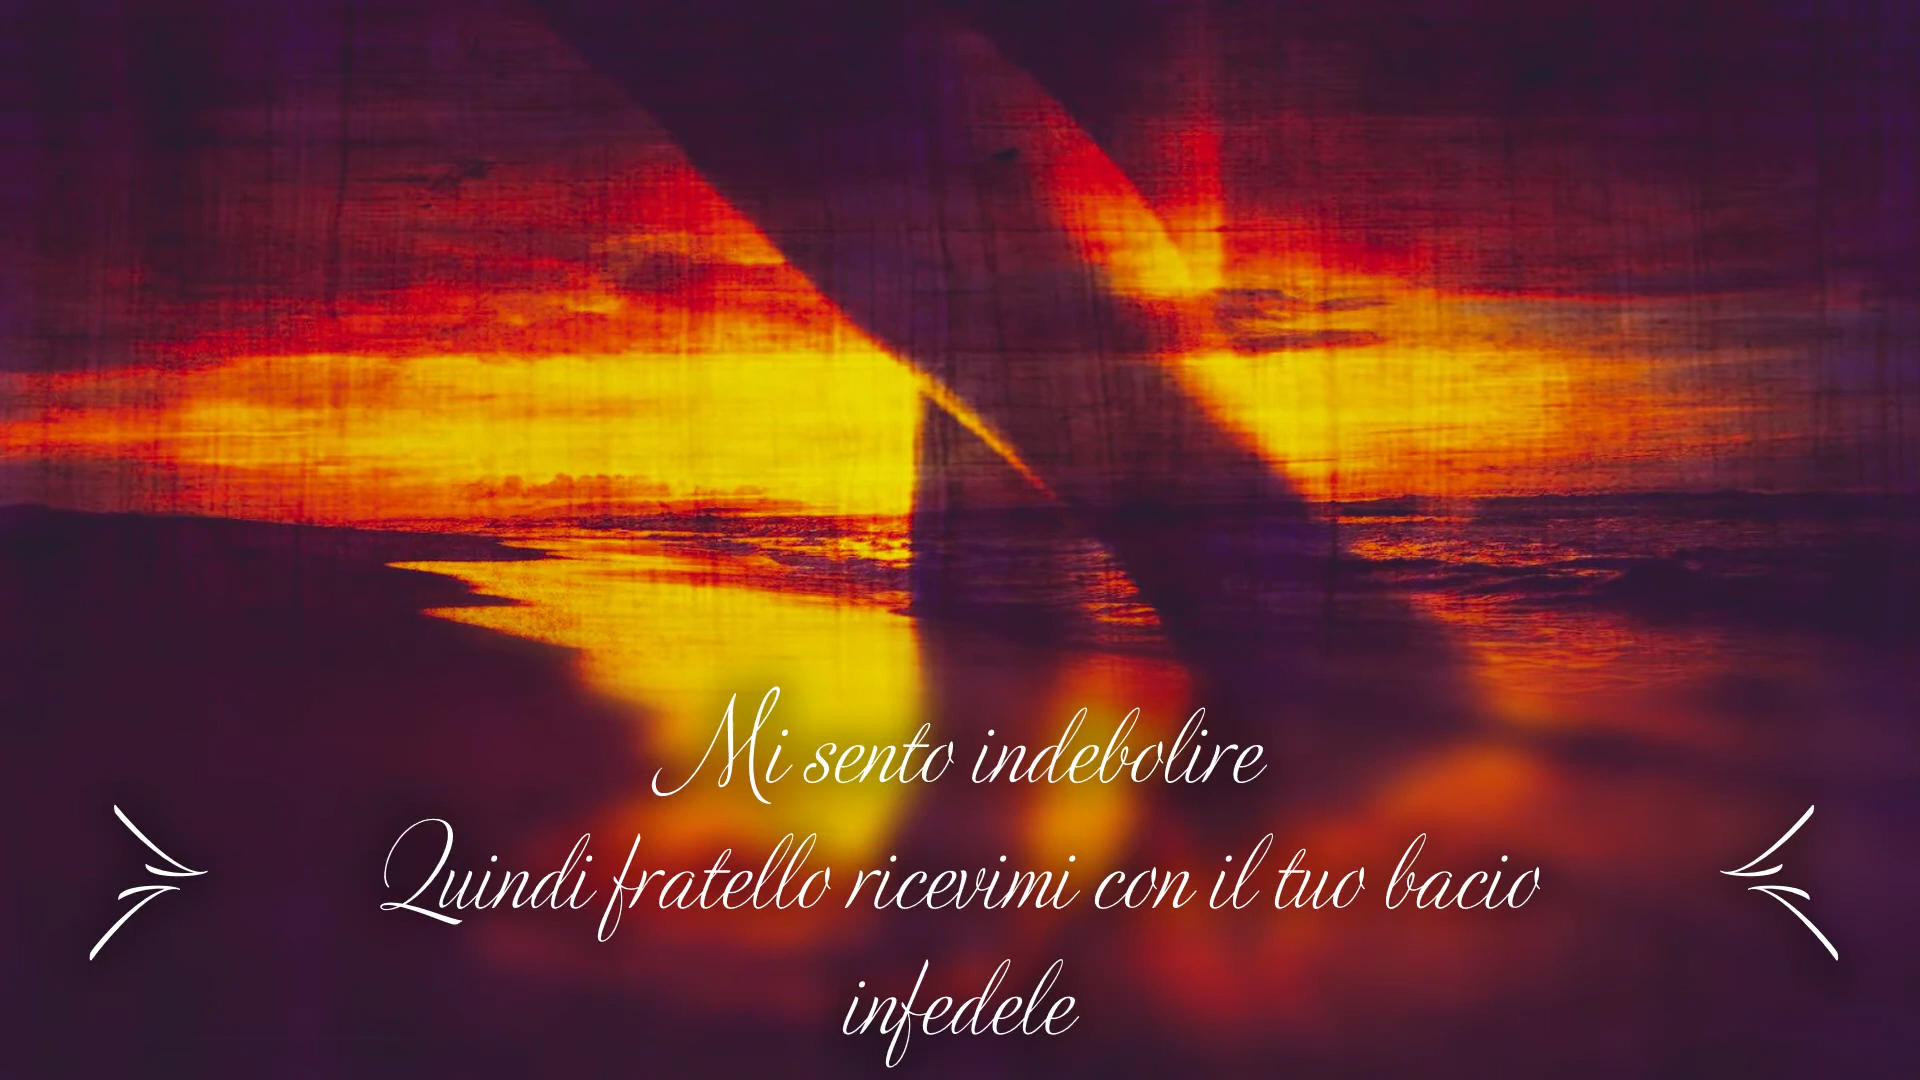 Mi sento indebolire
Quindi fratello ricevimi con il tuo bacio
infedele